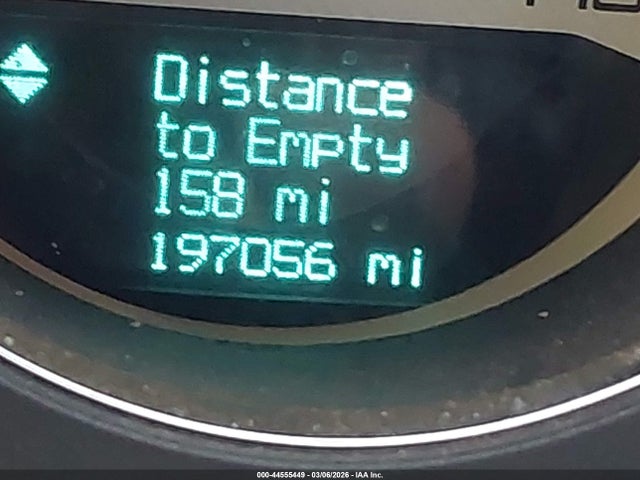 Distance
to Empty
158 mi
197056 mi
000-44555449 - 03/06/2026 - IAA Inc.